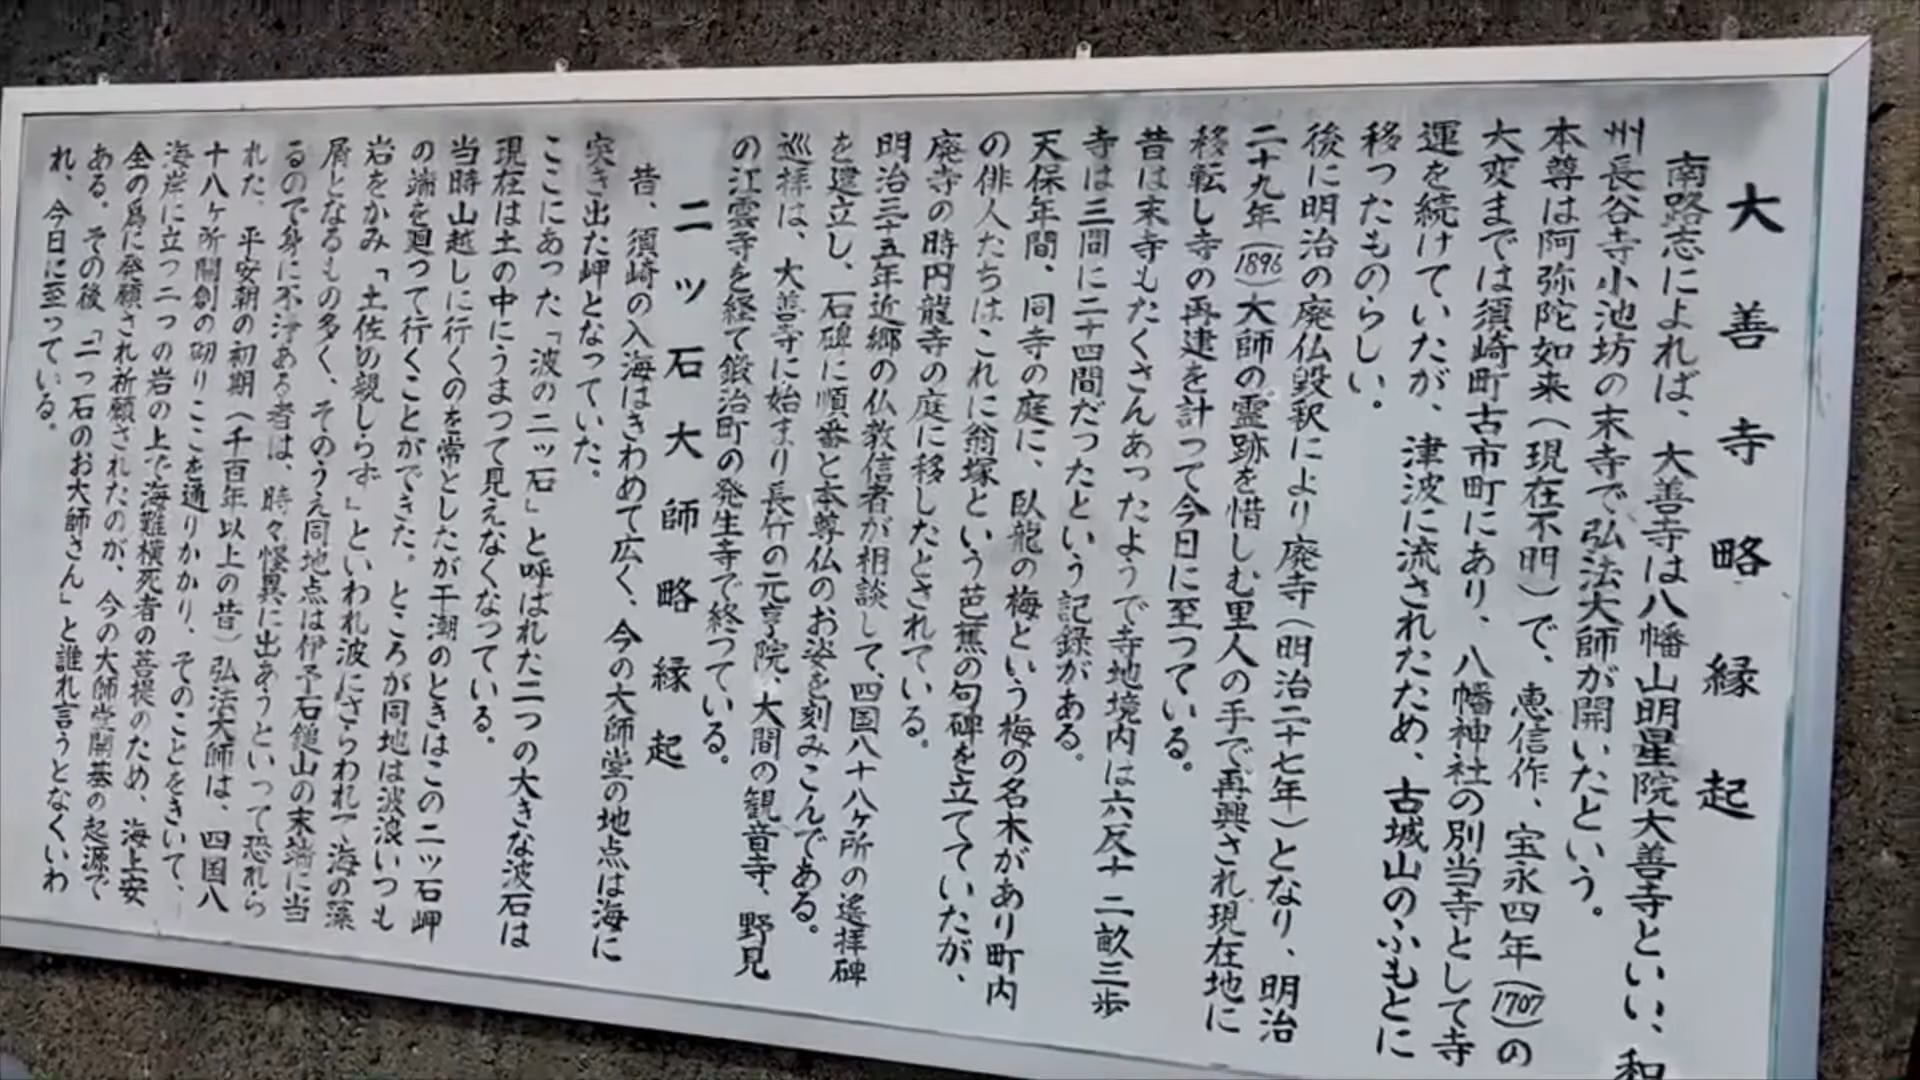 大善寺略縁起
南路志によれば、大善寺は八幡山明星院大善寺といい、和
州長谷寺小池坊の末寺で弘法大師が開いたという。
本尊は阿弥陀如来(現在不明)で、恵信作、宝永四年(1707)の
大変までは須崎町古市町にあり、八幡神社の別当寺として寺
運を続けていたが、津波に流されたため、古城山のふもとに
移ったものらしい。
後に明治の廃仏毀釈により廃寺(明治二十七年)となり、明治
二十九年(1896)大師の霊跡を惜しむ里人の手で再興され現在地に
移転し寺の再建を計って今日に至っている。
昔は末寺もたくさんあったようで寺地境内は六反十二畝三歩
寺は三間に二十四間だったという記録がある。
天保年間、同寺の庭に、臥龍の梅という梅の名木があり町内
の俳人たちはこれに翁塚という芭蕉の句碑を立てていたが、
廃寺の時円龍寺の庭に移したとされている。
明治三十五年近郷の仏教信者が相談して、四国八十八ヶ所の遙拝碑
を建立し、石碑に順番と本尊仏のお姿を刻みこんである。
巡拝は、大善寺に始まり長竹の元亨院、大間の観音寺、野見
の江雲寺を経て鍛治町の発生寺で終っている。
二ッ石大師略縁起
昔、須崎の入海はきわめて広く、今の大師堂の地点は海に
突き出た岬となっていた。
ここにあった「波の二ッ石」と呼ばれた二つの大きな波石は
現在は土の中にうまって見えなくなっている。
当時山越しに行くのを常としたが干潮のときはこの二ッ石岬
の端を廻って行くことができた。ところが同地は波浪いつも
岩をかみ「土佐の親しらず」といわれ波にさらわれて海の藻
屑となるもの多く、そのうえ同地点は伊予石鎚山の末端に当
るので身に不浄ある者は、時々怪異に出あうといって恐れら
れた。平安朝の初期(千百年以上の昔)弘法大師は、四国八
十八ヶ所開創の砌りここを通りかかり、そのことをきいて、
海岸に立つ二つの岩の上で海難横死者の菩提のため、海上安
全の為に発願され祈願されたのが、今の大師堂開基の起源で
ある。その後「二っ石のお大師さん」と誰れ言うとなくいわ
れ、今日に至っている。